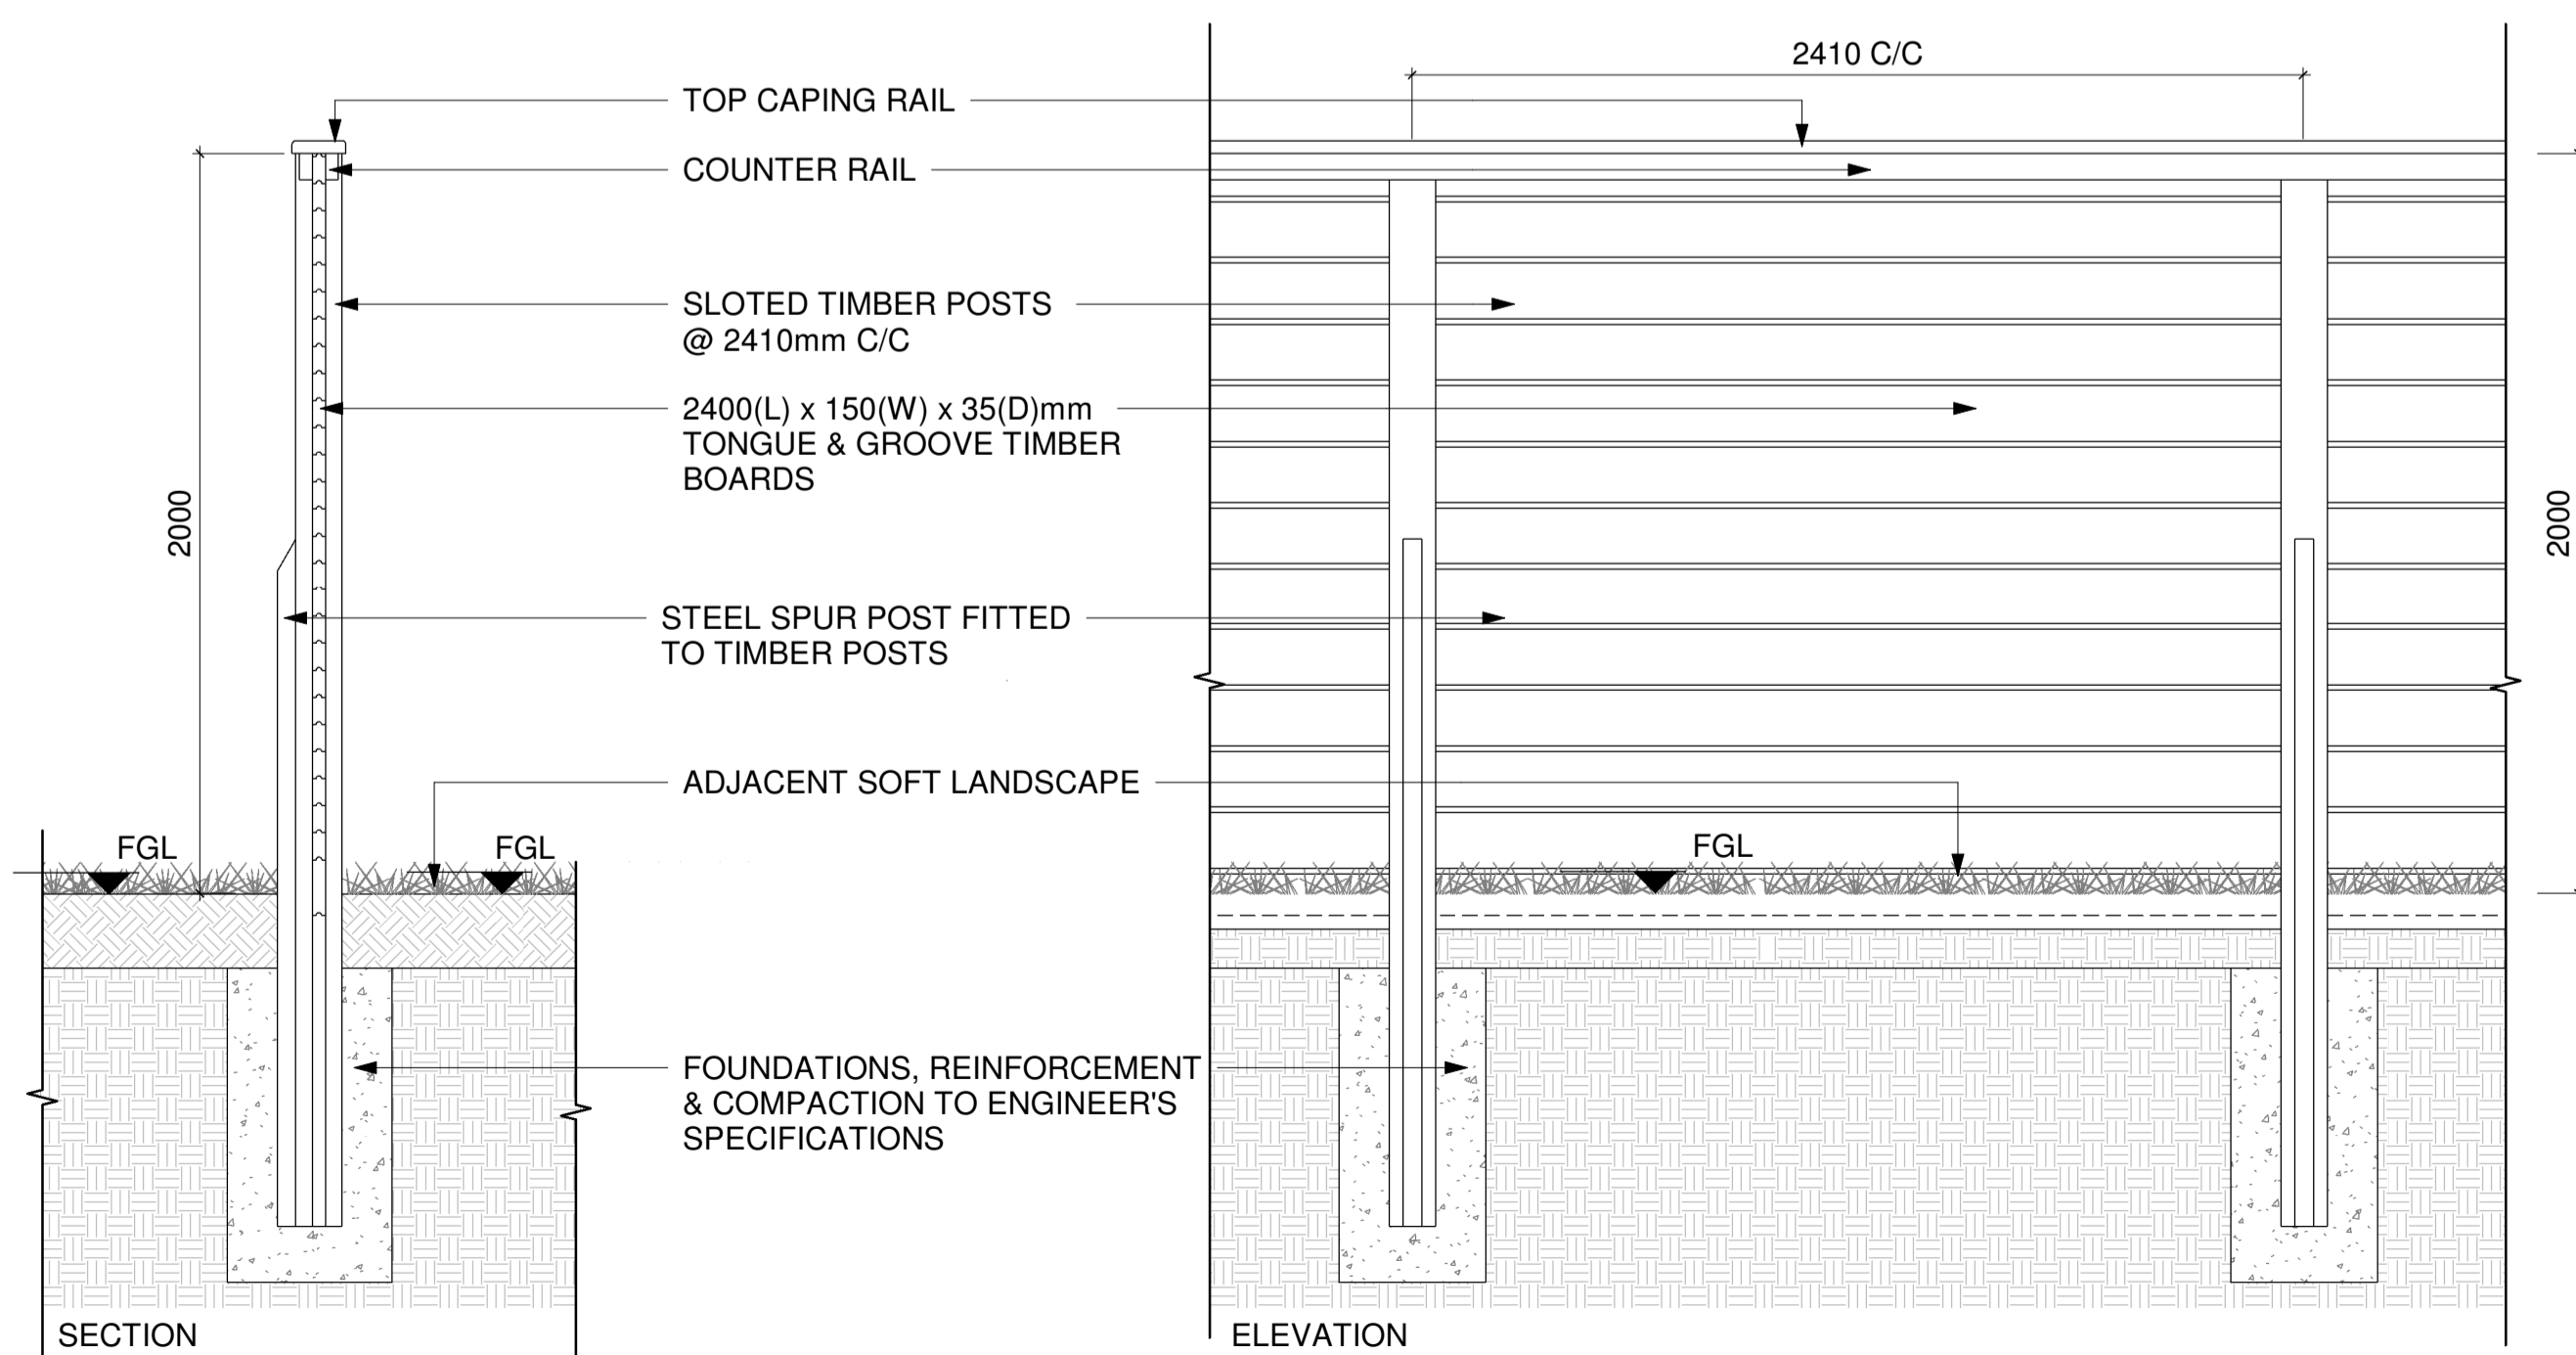 2410 C/C
TOP CAPING RAIL
COUNTER RAIL
SLOTED TIMBER POSTS
@ 2410mm C/C
2400(L) x 150(W) x 35(D)mm
TONGUE & GROOVE TIMBER
BOARDS
2000
2000
STEEL SPUR POST FITTED
TO TIMBER POSTS
ADJACENT SOFT LANDSCAPE
FGL
FGL
FGL
FOUNDATIONS, REINFORCEMENT
& COMPACTION TO ENGINEER'S
SPECIFICATIONS
SECTION
ELEVATION